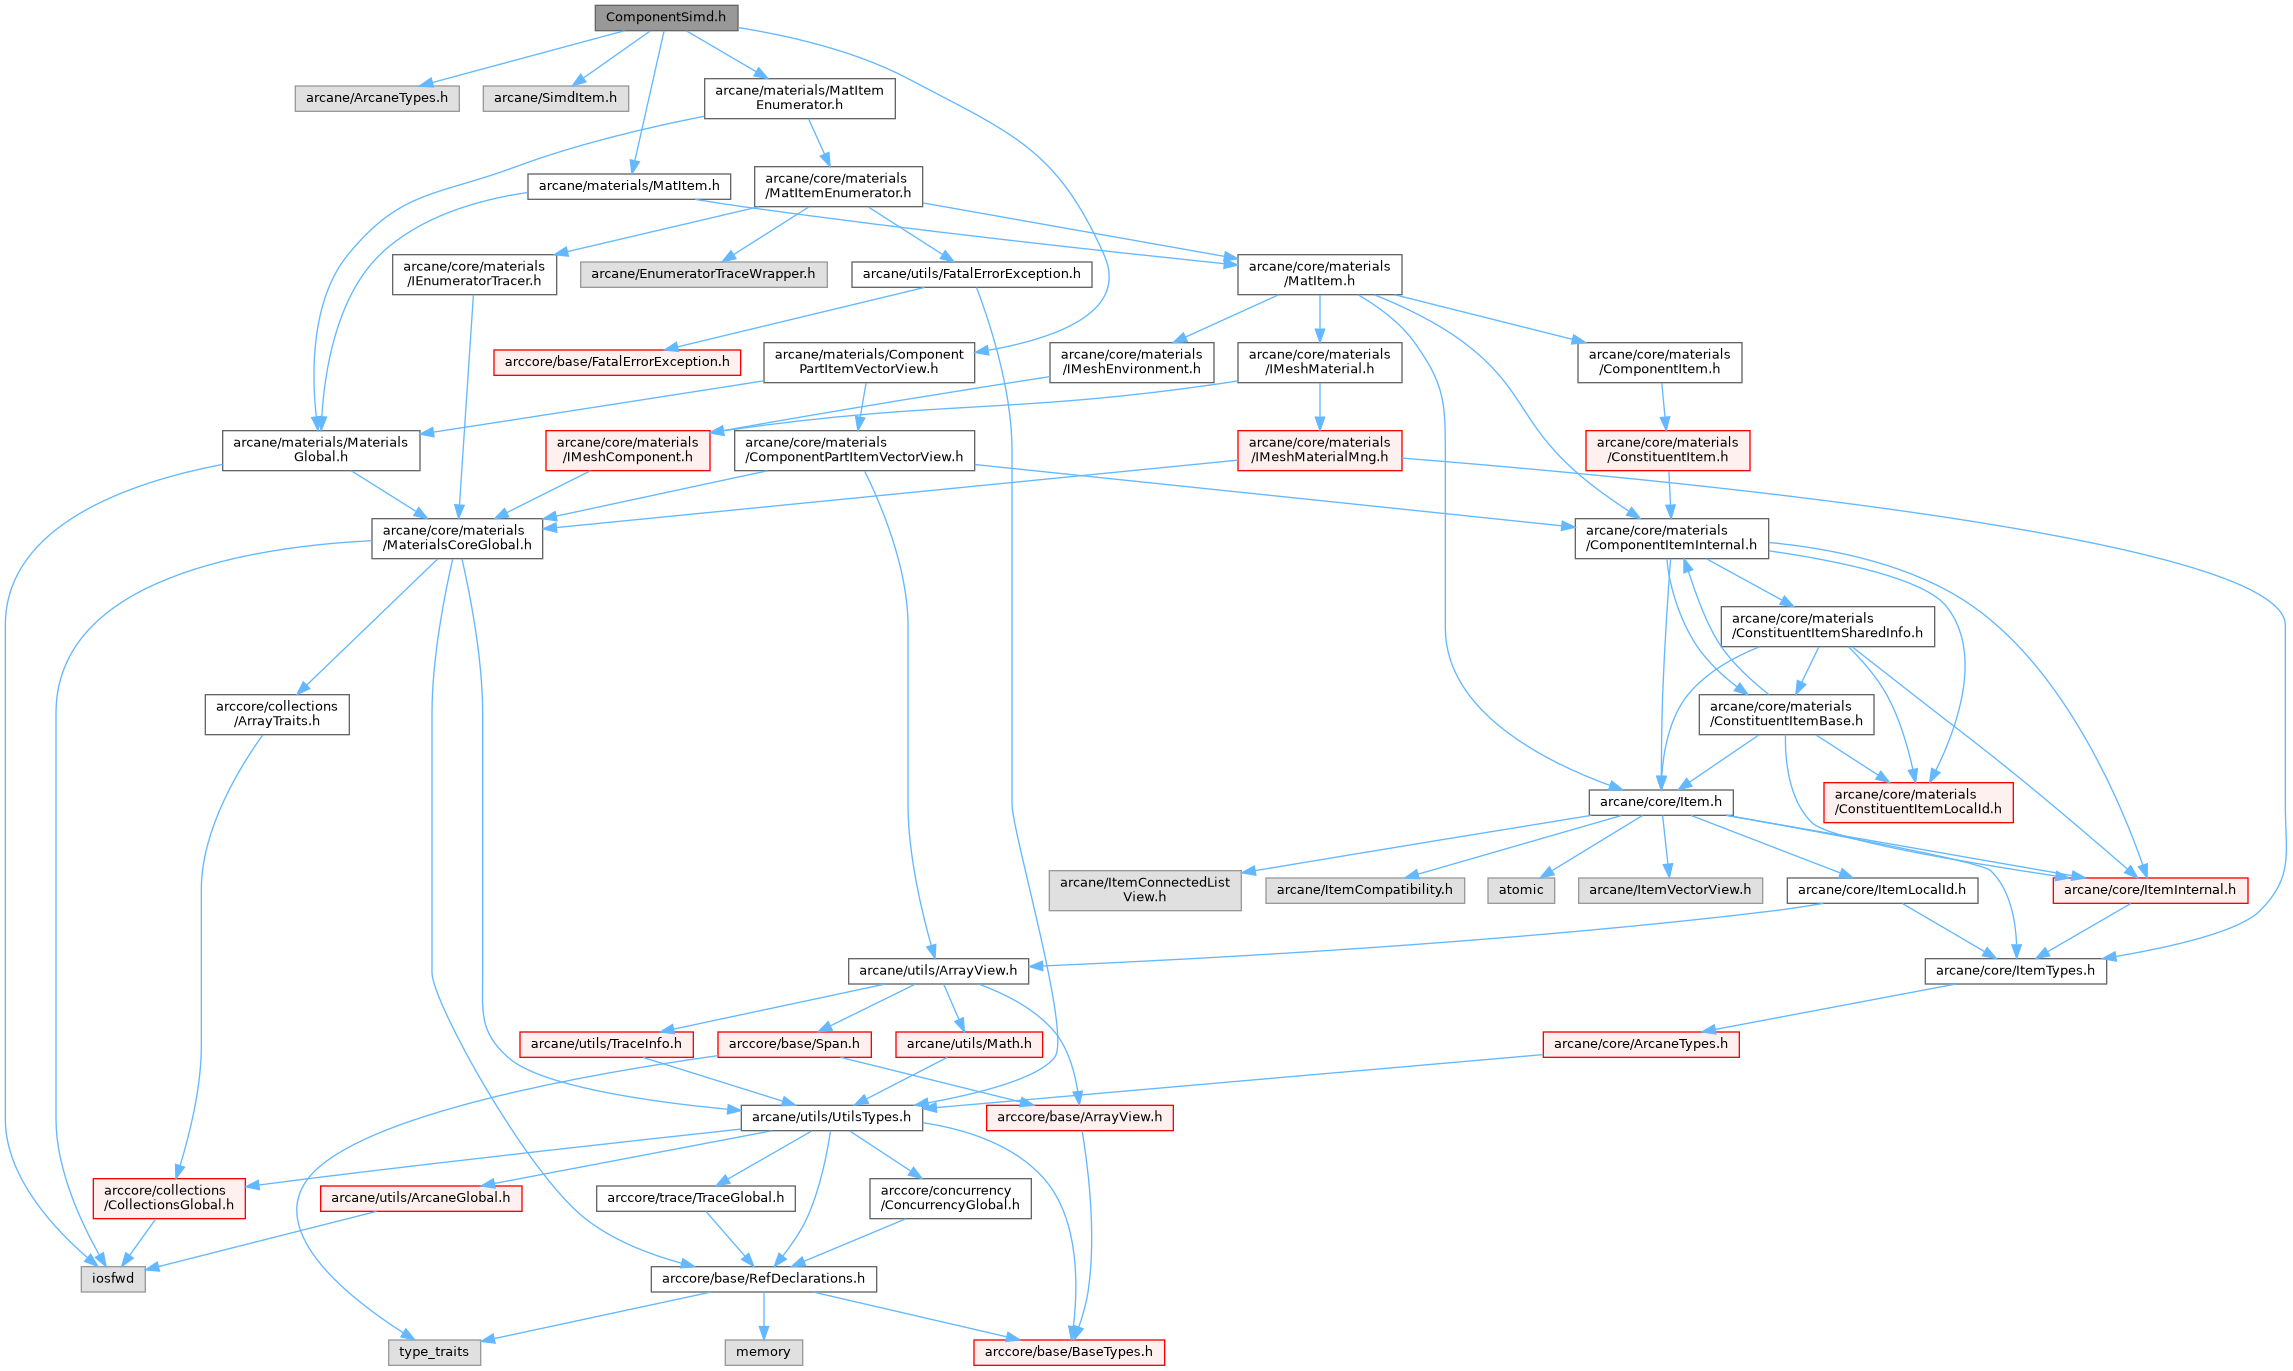 ComponentSimd.h
arcane/ArcaneTypes.h
arcane/SimdItem.h
arcane/materials/MatItem
Enumerator.h
arcane/materials/MatItem.h
arcane/core/materials
/MatItemEnumerator.h
arcane/core/materials
/IEnumeratorTracer.h
arcane/EnumeratorTraceWrapper.h
arcane/utils/FatalErrorException.h
arcane/core/materials
/MatItem.h
arccore/base/FatalErrorException.h
arcane/materials/Component
PartItemVectorView.h
arcane/core/materials
/IMeshEnvironment.h
arcane/core/materials
/IMeshMaterial.h
arcane/core/materials
/ComponentItem.h
arcane/materials/Materials
Global.h
arcane/core/materials
/IMeshComponent.h
arcane/core/materials
/ComponentPartItemVectorView.h
arcane/core/materials
/IMeshMaterialMng.h
arcane/core/materials
/ConstituentItem.h
arcane/core/materials
/MaterialsCoreGlobal.h
arcane/core/materials
/ComponentItemInternal.h
arcane/core/materials
/ConstituentItemSharedInfo.h
arccore/collections
/ArrayTraits.h
arcane/core/materials
/ConstituentItemBase.h
arcane/core/Item.h
arcane/core/materials
/ConstituentItemLocalId.h
arcane/ItemConnectedList
View.h
arcane/ItemCompatibility.h
atomic
arcane/ItemVectorView.h
arcane/core/ItemLocalId.h
arcane/core/ItemInternal.h
arcane/utils/ArrayView.h
arcane/core/ItemTypes.h
arcane/utils/TraceInfo.h
arccore/base/Span.h
arcane/utils/Math.h
arcane/core/ArcaneTypes.h
arcane/utils/UtilsTypes.h
arccore/base/ArrayView.h
arccore/collections
/CollectionsGlobal.h
arcane/utils/ArcaneGlobal.h
arccore/trace/TraceGlobal.h
arccore/concurrency
/ConcurrencyGlobal.h
iosfwd
arccore/base/RefDeclarations.h
type_traits
memory
arccore/base/BaseTypes.h